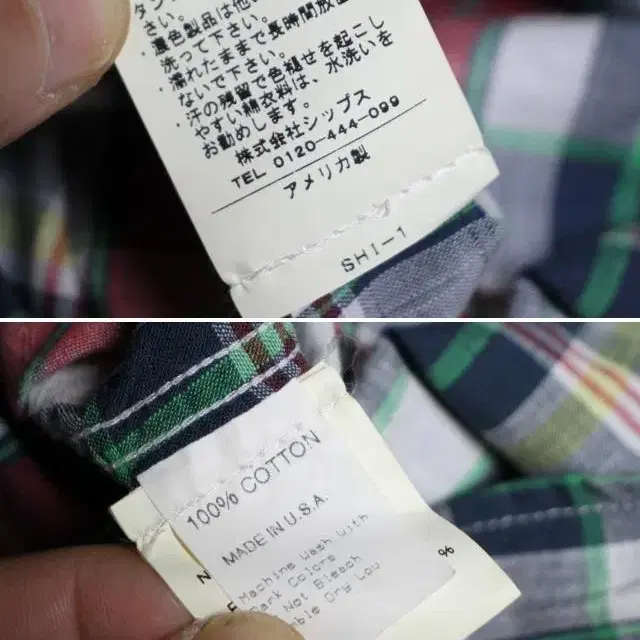 さい。
・濃色製品は他
洗って下さい。
・濡れたままで長時間放置
ないで下さい。
・汗の残留で色褪せを起こし
やすい綿衣料は、水洗いを
お勧めします。
株式会社シップス
TEL 0120-444-099
アメリカ製
SHI-1
100% COTTON
MADE IN U.S.A.
Machine Wash With
ark Colors
Not Bleach
ble Dry Low
%